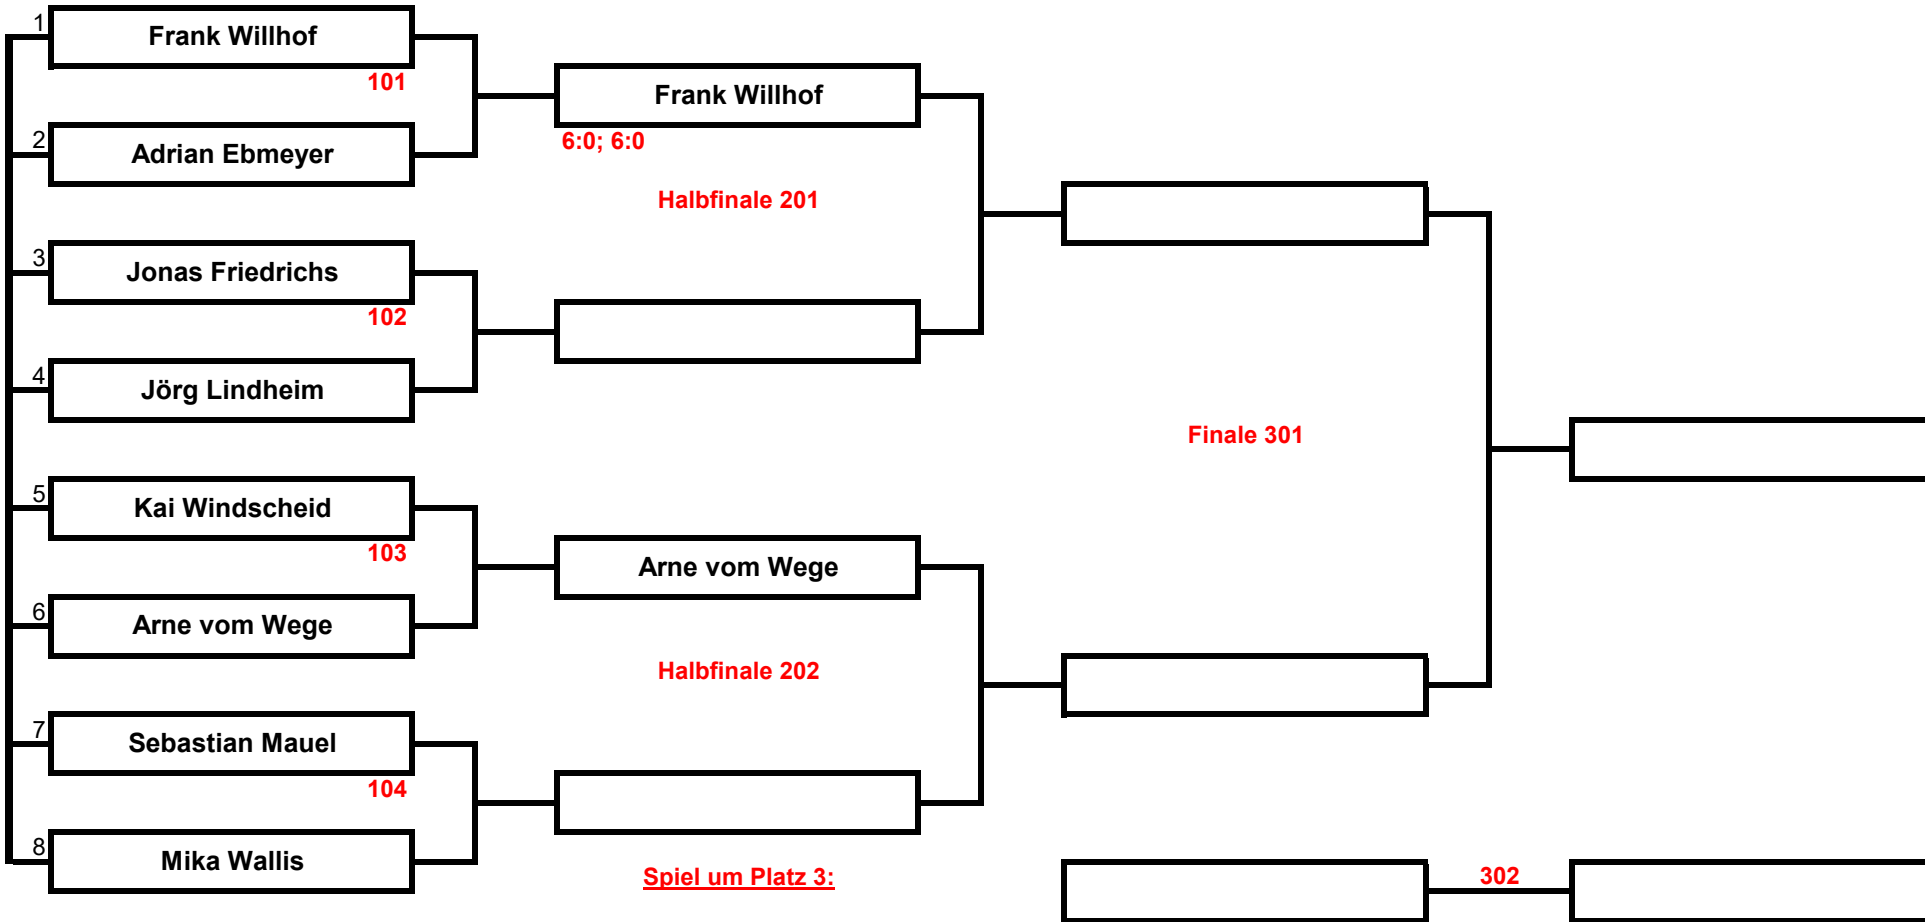 1
Frank Willhof
101
2
Adrian Ebmeyer
3
Jonas Friedrichs
102
4
Jörg Lindheim
5
Kai Windscheid
103
6
Arne vom Wege
7
Sebastian Mauel
104
8
Mika Wallis
Frank Willhof
6:0; 6:0
Halbfinale 201
Arne vom Wege
Halbfinale 202
Finale 301
Spiel um Platz 3:
302